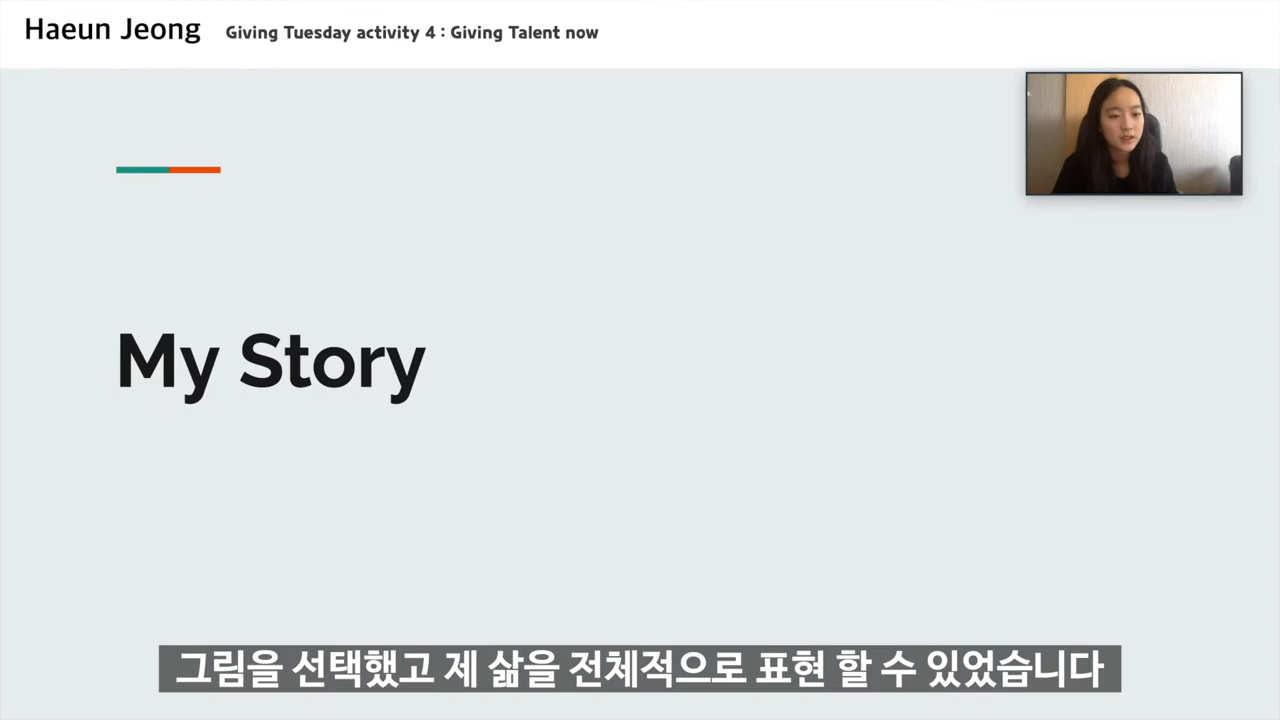 Haeun Jeong Giving Tuesday activity 4 : Giving Talent now
My Story
그림을 선택했고 제 삶을 전체적으로 표현 할 수 있었습니다